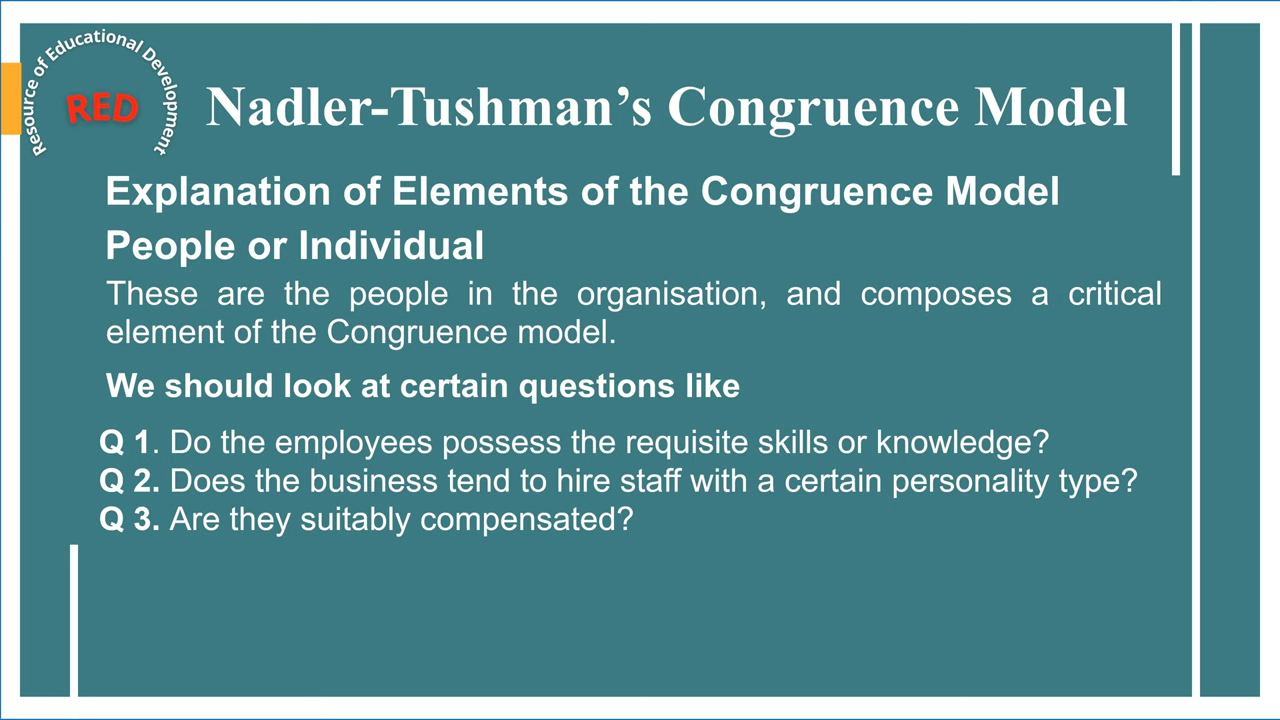 Resource of Educational Development
RED
Nadler-Tushman’s Congruence Model
Explanation of Elements of the Congruence Model
People or Individual
These are the people in the organisation, and composes a critical
element of the Congruence model.
We should look at certain questions like
Q 1. Do the employees possess the requisite skills or knowledge?
Q 2. Does the business tend to hire staff with a certain personality type?
Q 3. Are they suitably compensated?